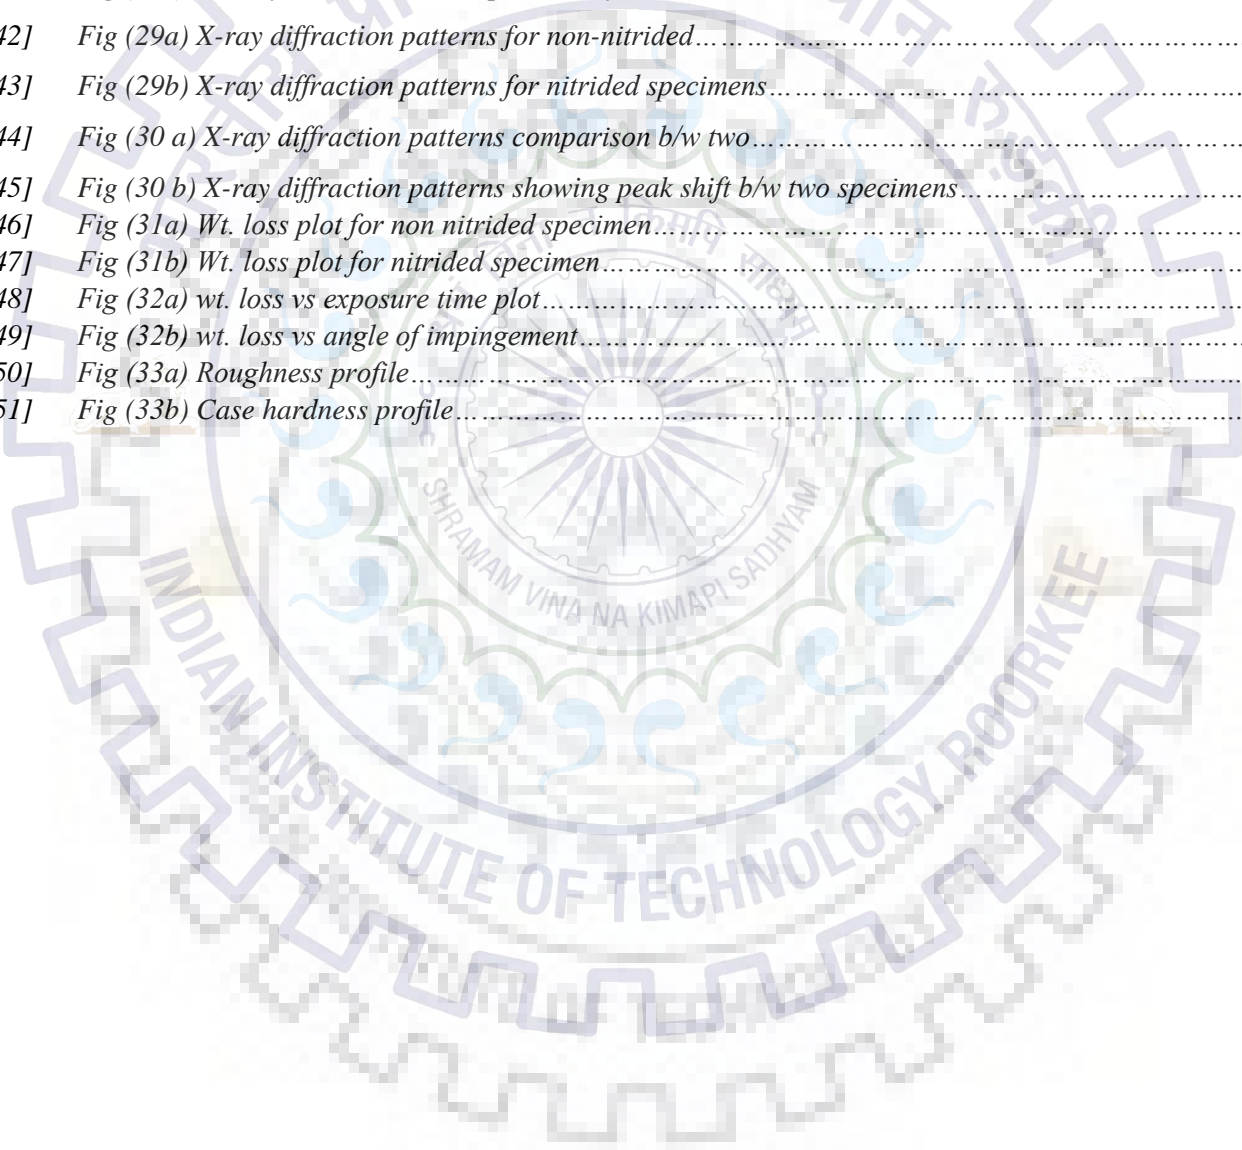 42] Fig (29a) X-ray diffraction patterns for non-nitrided
43] Fig (29b) X-ray diffraction patterns for nitrided specimens
44] Fig (30 a) X-ray diffraction patterns comparison b/w two
45] Fig (30 b) X-ray diffraction patterns showing peak shift b/w two specimens
46] Fig (31a) Wt. loss plot for non nitrided specimen
47] Fig (31b) Wt. loss plot for nitrided specimen
48] Fig (32a) wt. loss vs exposure time plot
49] Fig (32b) wt. loss vs angle of impingement
50] Fig (33a) Roughness profile
51] Fig (33b) Case hardness profile
SHRAMAM VINA NA KIMAPI SADHYAM
INDIAN INSTITUTE OF TECHNOLOGY ROORKEE